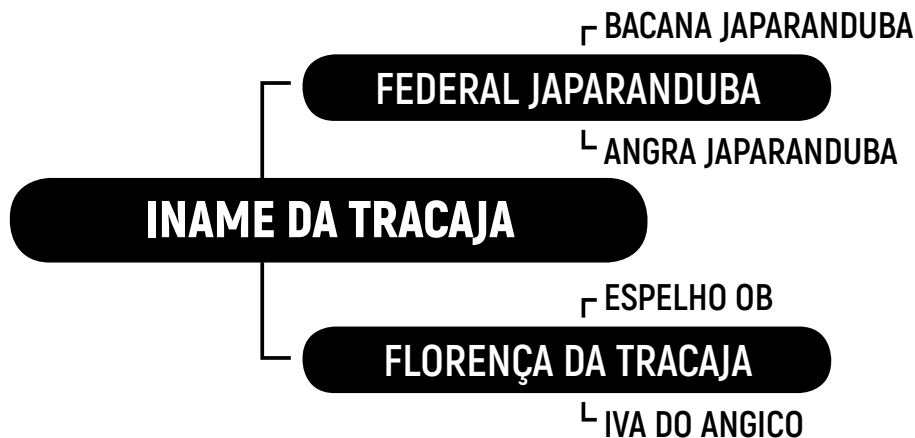 BACANA JAPARANDUBA
FEDERAL JAPARANDUBA
ANGRA JAPARANDUBA
INAME DA TRACAJA
ESPELHO OB
FLORENÇA DA TRACAJA
IVA DO ANGICO